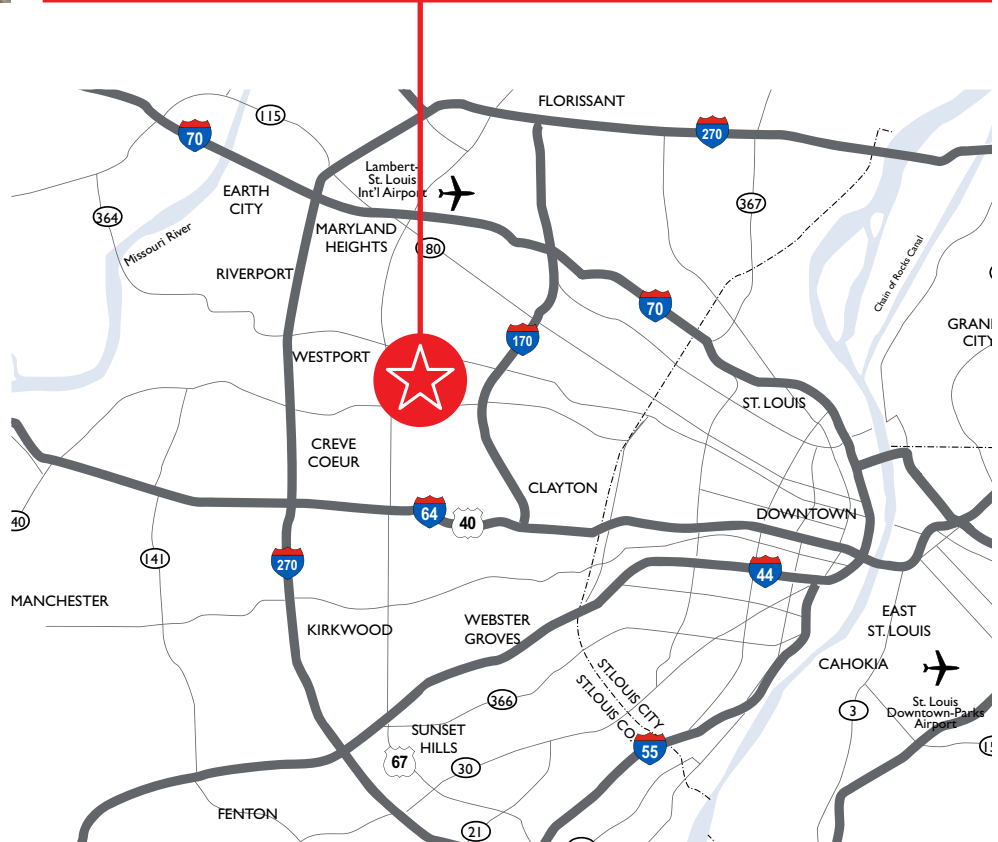 FLORISSANT
115
70
270
Lambert-
St. Louis
Int'l Airport
EARTH
CITY
364
367
Missouri River
MARYLAND
HEIGHTS
80
RIVERPORT
Chain of Rocks Canal
70
170
WESTPORT
CITY
ST. LOUIS
CREVE
COEUR
CLAYTON
64
40
40
DOWNTOWN
141
270
44
MANCHESTER
KIRKWOOD
WEBSTER
GROVES
EAST
ST. LOUIS
CAHOKIA
ST.LOUIS CITY
ST.LOUIS CO.
366
3
St. Louis
Downtown-Parks
Airport
SUNSET
HILLS
67
30
55
FENTON
21